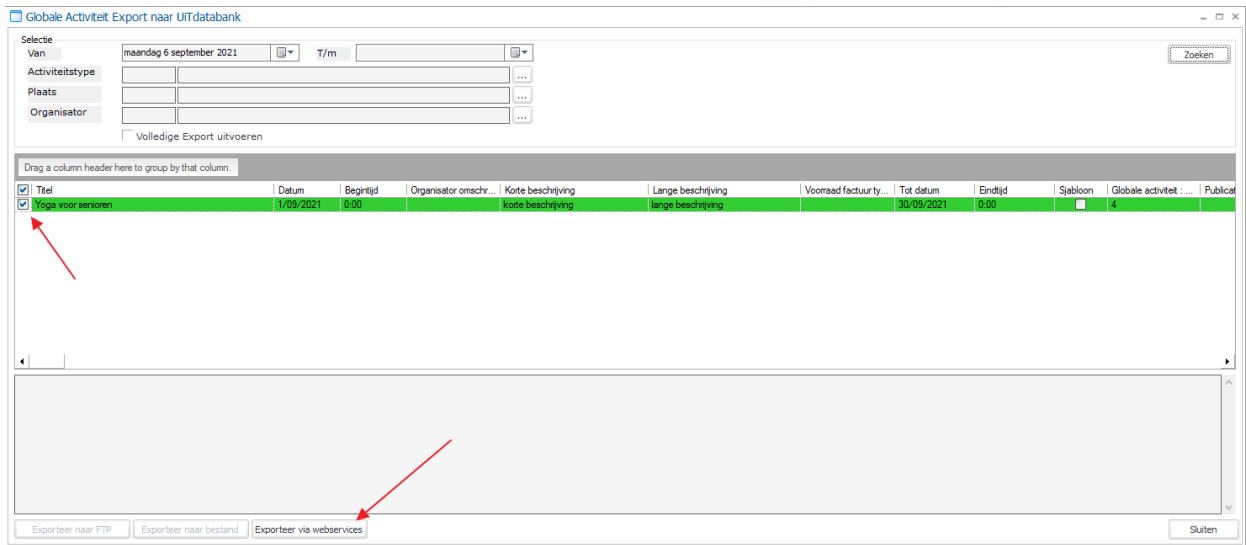 Globale Activiteit Export naar UiTdatabank
Selectie
Van maandag 6 september 2021 T/m
Zoeken
Activiteitstype ...
Plaats ...
Organisator ...
Volledige Export uitvoeren
Drag a column header here to group by that column.
Titel Datum Begintijd Organisator omschr... Korte beschrijving Lange beschrijving Voorraad factuur ty... Tot datum Eindtijd Sjabloon Globale activiteit : ... Publicat
Yoga voor senioren 1/09/2021 0:00 korte beschrijving lange beschrijving 30/09/2021 0:00 4
Exporteer naar FTP Exporteer naar bestand Exporteer via webservices Sluiten